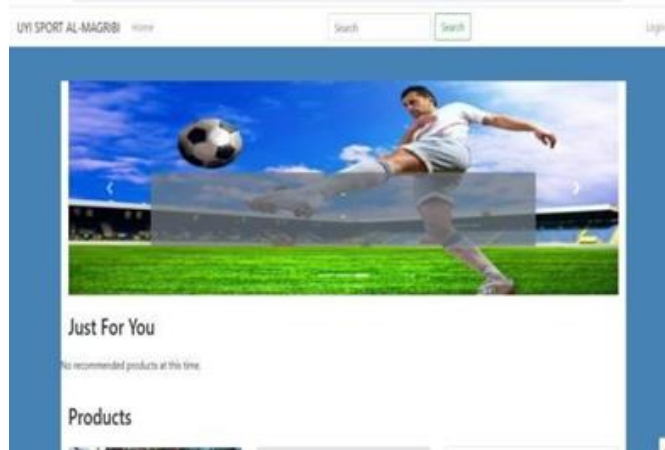 UYI SPORT AL-MAGRIBI Home Search Search Login
Just For You
No recommended products at this time.
Products